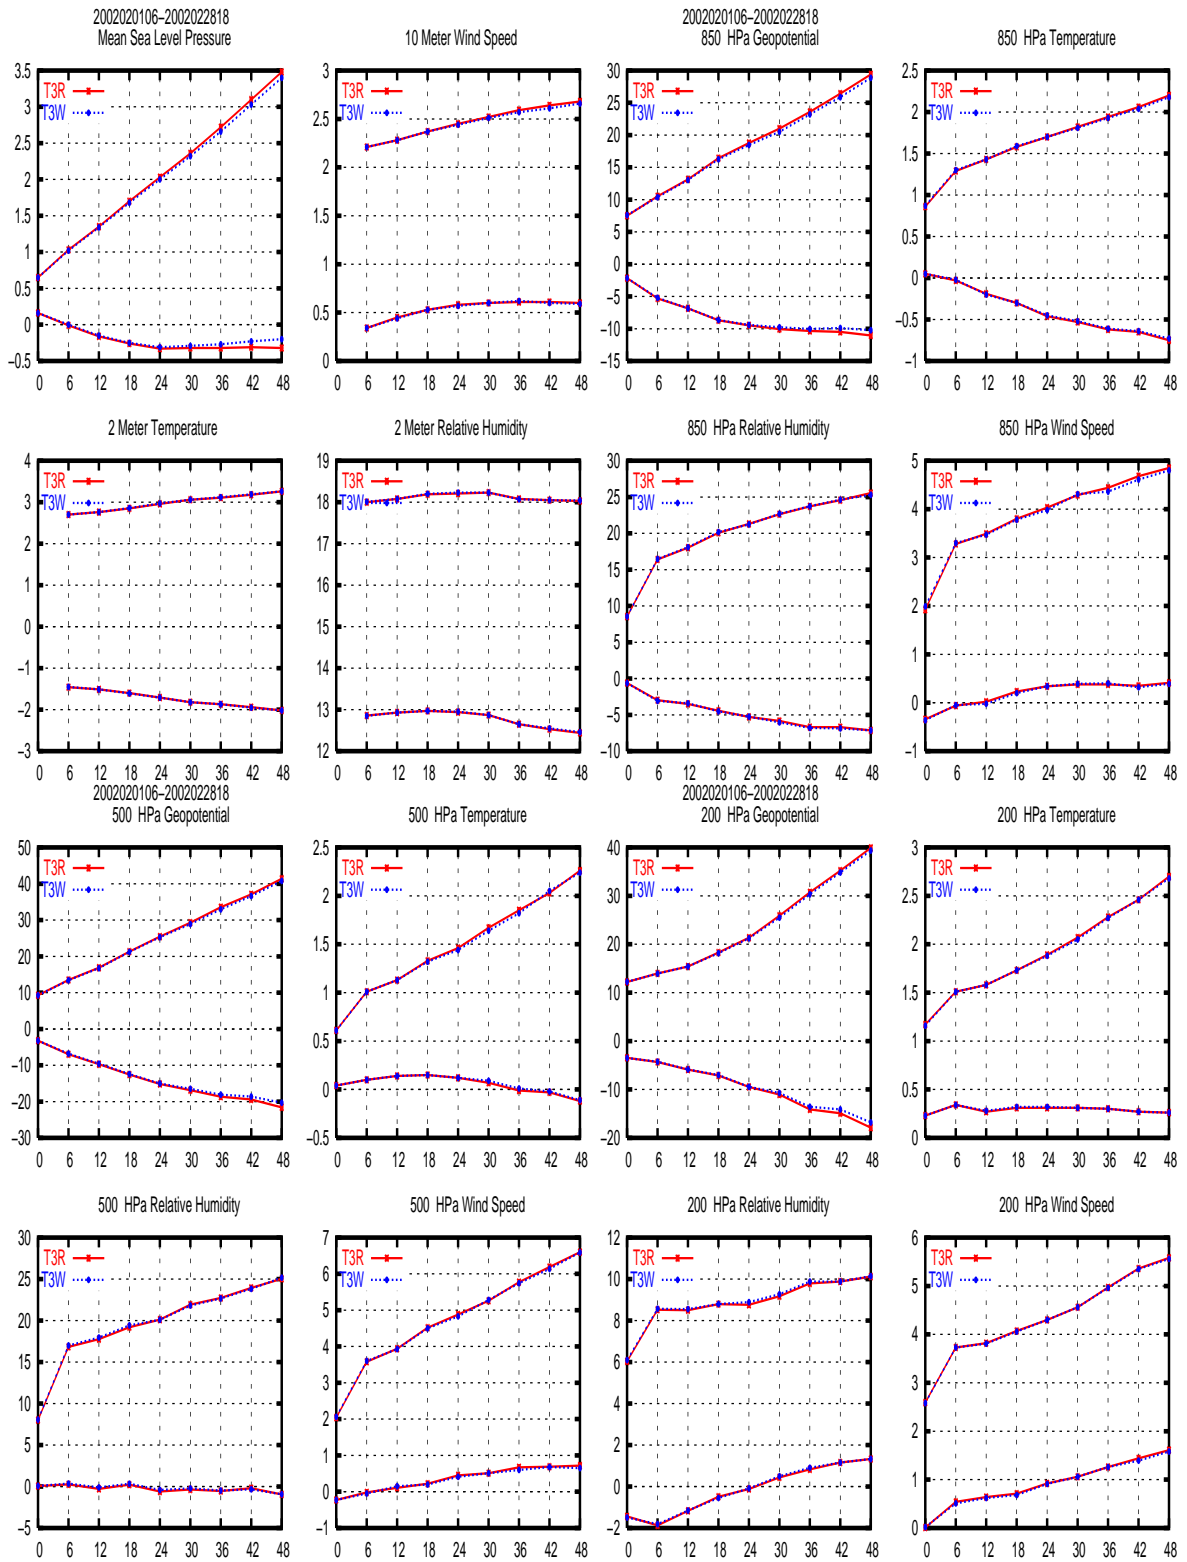 2002020106−2002022818
Mean Sea Level Pressure
3.5
3
2.5
2
1.5
1
0.5
0
−0.5
T3R
T3W
0 6 12 18 24 30 36 42 48
10 Meter Wind Speed
3
2.5
2
1.5
1
0.5
0
T3R
T3W
0 6 12 18 24 30 36 42 48
2002020106−2002022818
850 HPa Geopotential
30
25
20
15
10
5
0
−5
−10
−15
T3R
T3W
0 6 12 18 24 30 36 42 48
850 HPa Temperature
2.5
2
1.5
1
0.5
0
−0.5
−1
T3R
T3W
0 6 12 18 24 30 36 42 48
2 Meter Temperature
4
3
2
1
0
−1
−2
−3
T3R
T3W
0 6 12 18 24 30 36 42 48
2 Meter Relative Humidity
19
18
17
16
15
14
13
12
T3R
T3W
0 6 12 18 24 30 36 42 48
850 HPa Relative Humidity
30
25
20
15
10
5
0
−5
−10
T3R
T3W
0 6 12 18 24 30 36 42 48
850 HPa Wind Speed
5
4
3
2
1
0
−1
T3R
T3W
0 6 12 18 24 30 36 42 48
2002020106−2002022818
500 HPa Geopotential
50
40
30
20
10
0
−10
−20
−30
T3R
T3W
0 6 12 18 24 30 36 42 48
500 HPa Temperature
2.5
2
1.5
1
0.5
0
−0.5
T3R
T3W
0 6 12 18 24 30 36 42 48
2002020106−2002022818
200 HPa Geopotential
40
30
20
10
0
−10
−20
T3R
T3W
0 6 12 18 24 30 36 42 48
200 HPa Temperature
3
2.5
2
1.5
1
0.5
0
T3R
T3W
0 6 12 18 24 30 36 42 48
500 HPa Relative Humidity
30
25
20
15
10
5
0
−5
T3R
T3W
0 6 12 18 24 30 36 42 48
500 HPa Wind Speed
7
6
5
4
3
2
1
0
−1
T3R
T3W
0 6 12 18 24 30 36 42 48
200 HPa Relative Humidity
12
10
8
6
4
2
0
−2
T3R
T3W
0 6 12 18 24 30 36 42 48
200 HPa Wind Speed
6
5
4
3
2
1
0
T3R
T3W
0 6 12 18 24 30 36 42 48